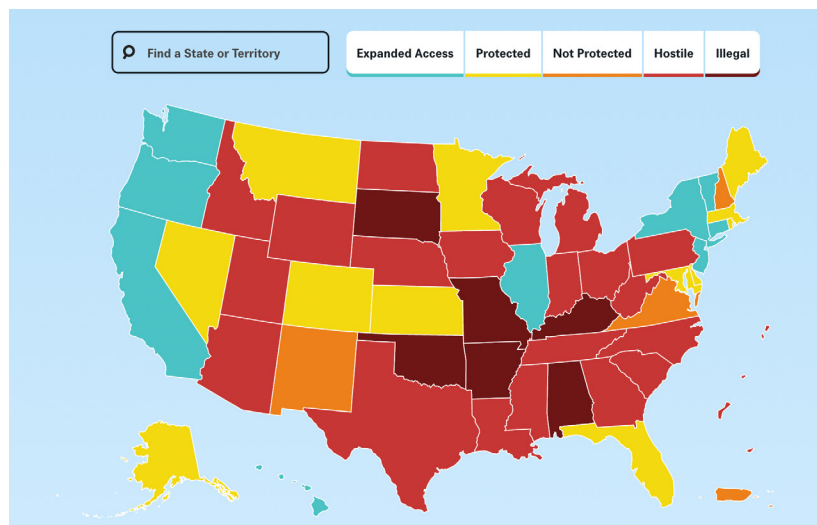 Find a State or Territory
Expanded Access
Protected
Not Protected
Hostile
Illegal